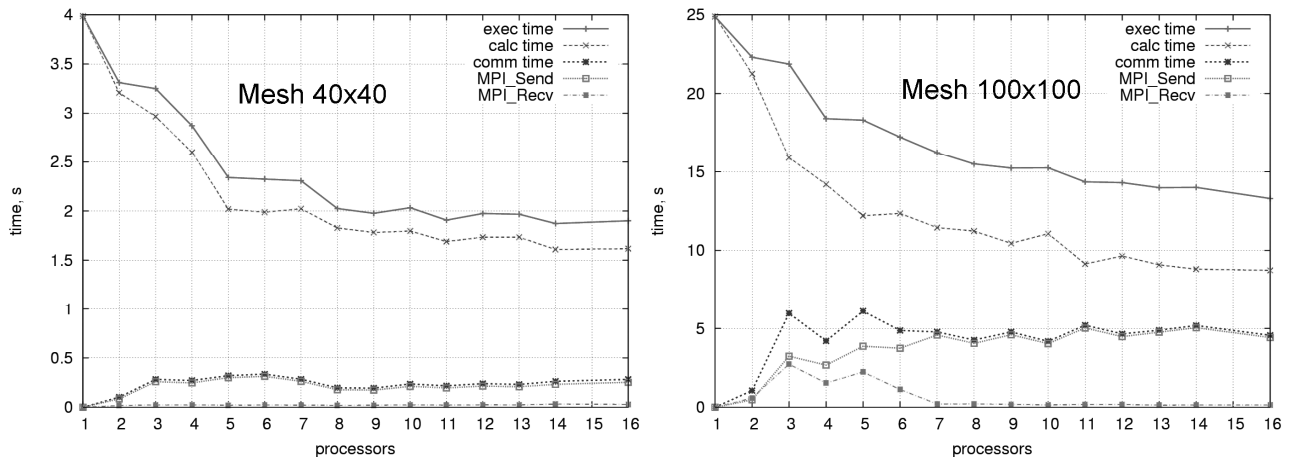 4
3.5
3
2.5
2
1.5
1
0.5
0
time, s
exec time
calc time
comm time
MPI_Send
MPI_Recv
Mesh 40x40
1 2 3 4 5 6 7 8 9 10 11 12 13 14 15 16
processors
25
20
15
10
5
0
time, s
exec time
calc time
comm time
MPI_Send
MPI_Recv
Mesh 100x100
1 2 3 4 5 6 7 8 9 10 11 12 13 14 15 16
processors